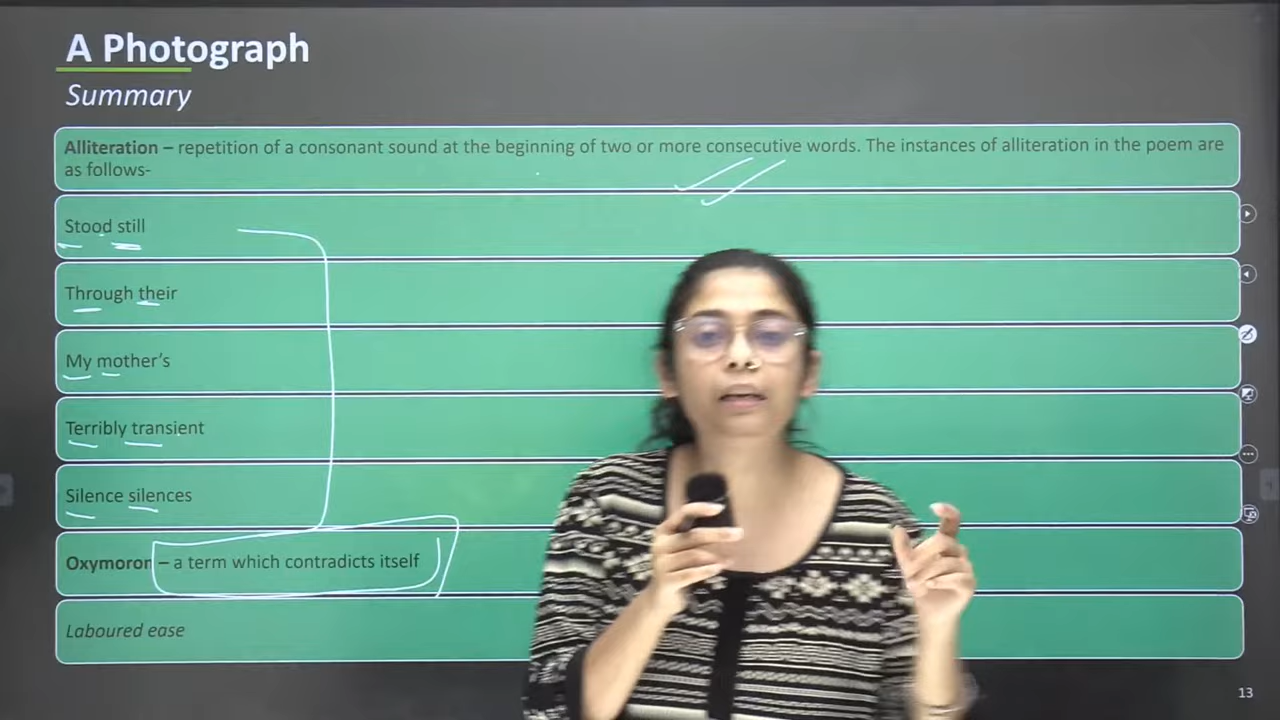 A Photograph
Summary
Alliteration – repetition of a consonant sound at the beginning of two or more consecutive words. The instances of alliteration in the poem are
as follows-
Stood still
Through their
My mother's
Terribly transient
Silence silences
Oxymoron – a term which contradicts itself
Laboured ease
13